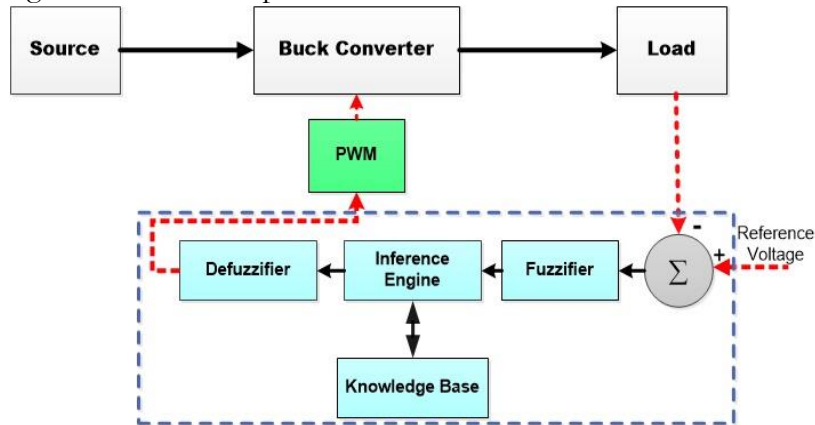 Source
Buck Converter
Load
PWM
-
Reference
Voltage
+
Defuzzifier
Inference
Engine
Fuzzifier
Σ
Knowledge Base